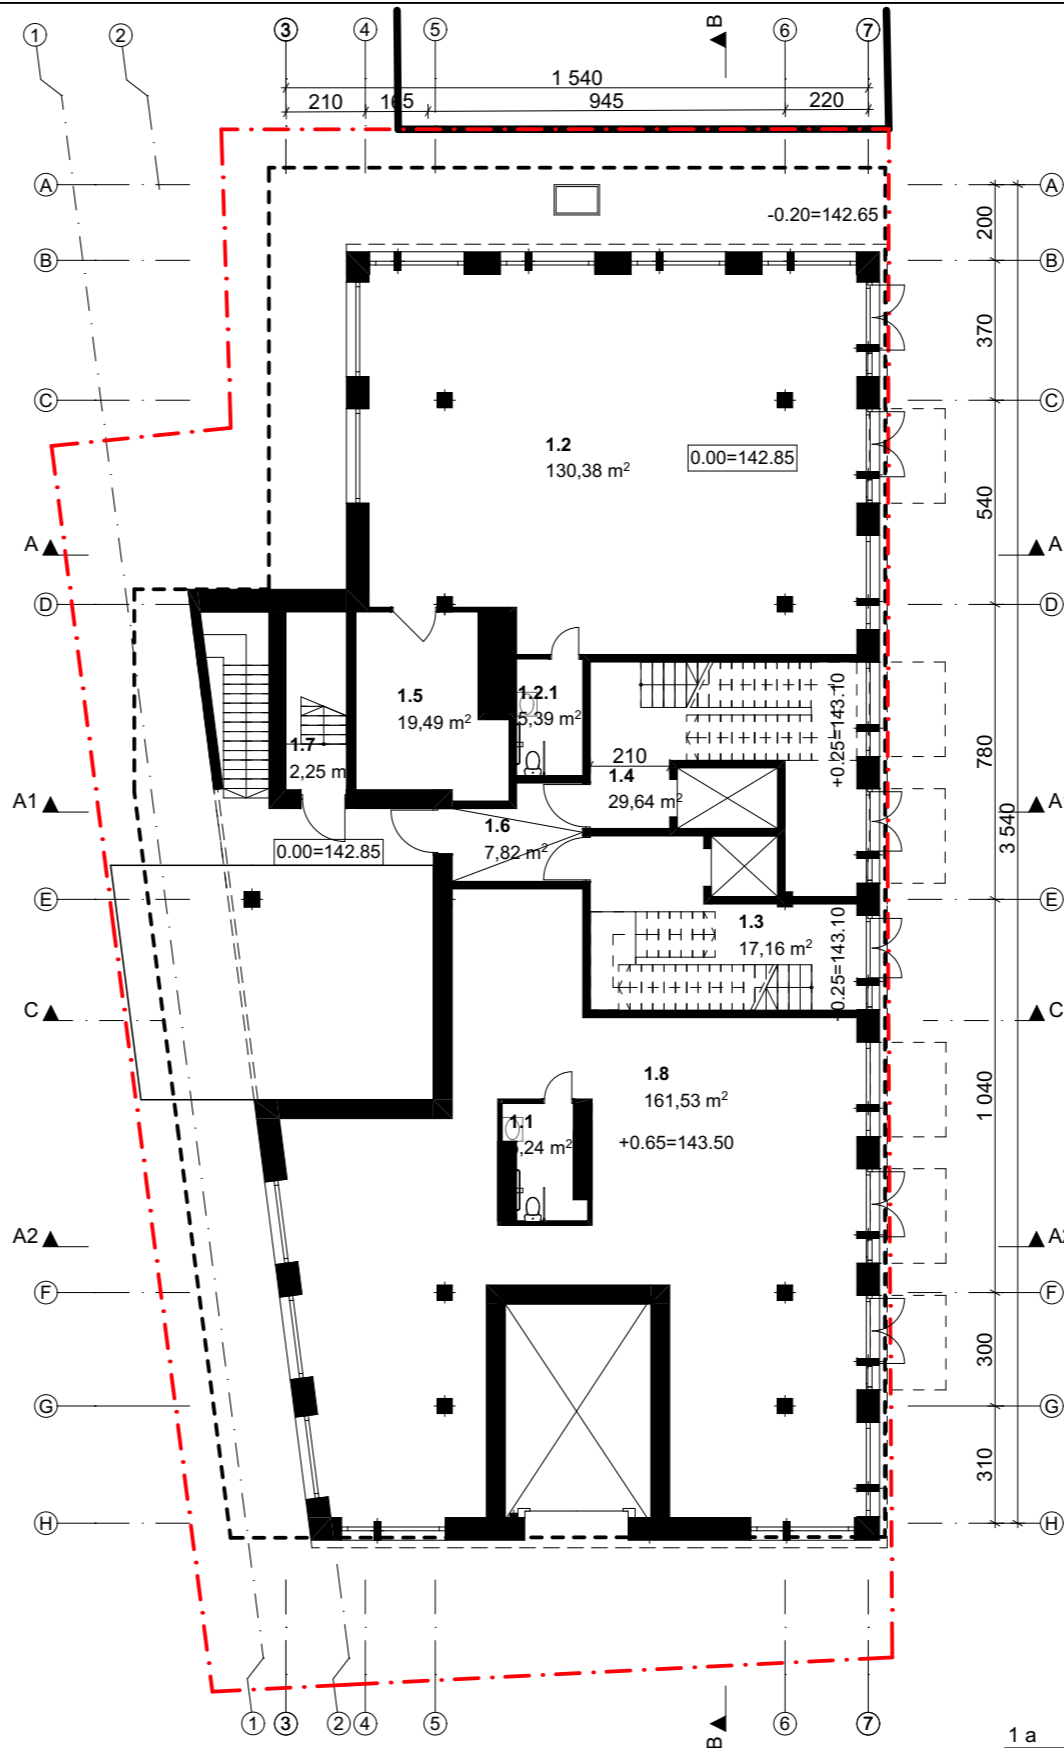 1 2 3 4 5 B 6 7
1 540
210 165 945 220
A A
-0.20=142.65
200
B B
370
C C
1.2
130,38 m²
0.00=142.85
540
A A
D D
1.5
19,49 m²
1.2.1
5,39 m²
+0.25=143.10
1.7
2,25 m
210
1.4
29,64 m²
780
A1 A
1.6
7,82 m²
0.00=142.85
3 540
E E
1.3
17,16 m²
+0.25=143.10
C C
1.8
161,53 m²
1 040
1.1
,24 m²
+0.65=143.50
A2 A2
F F
300
G G
310
H H
1 3 2 4 5 B 6 7
1 a